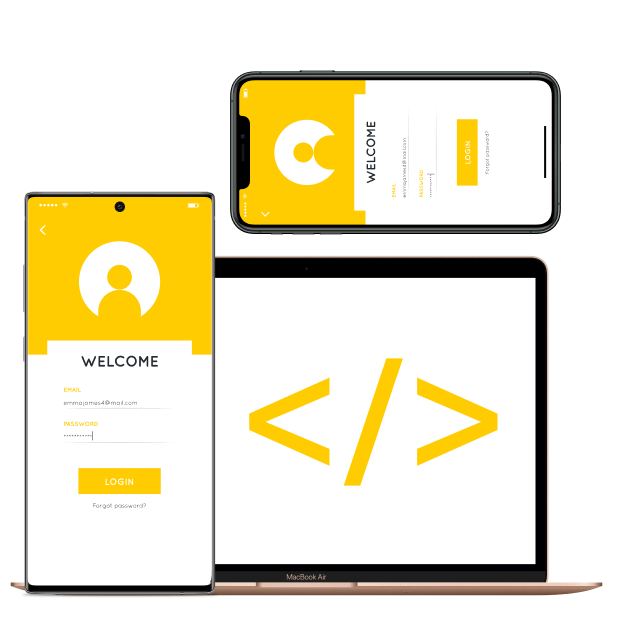 WELCOME
EMAIL
emmajames4@mail.com
PASSWORD
LOGIN
Forgot password?
WELCOME
EMAIL
emmajames4@mail.com
PASSWORD
LOGIN
Forgot password?
</>
MacBook Air